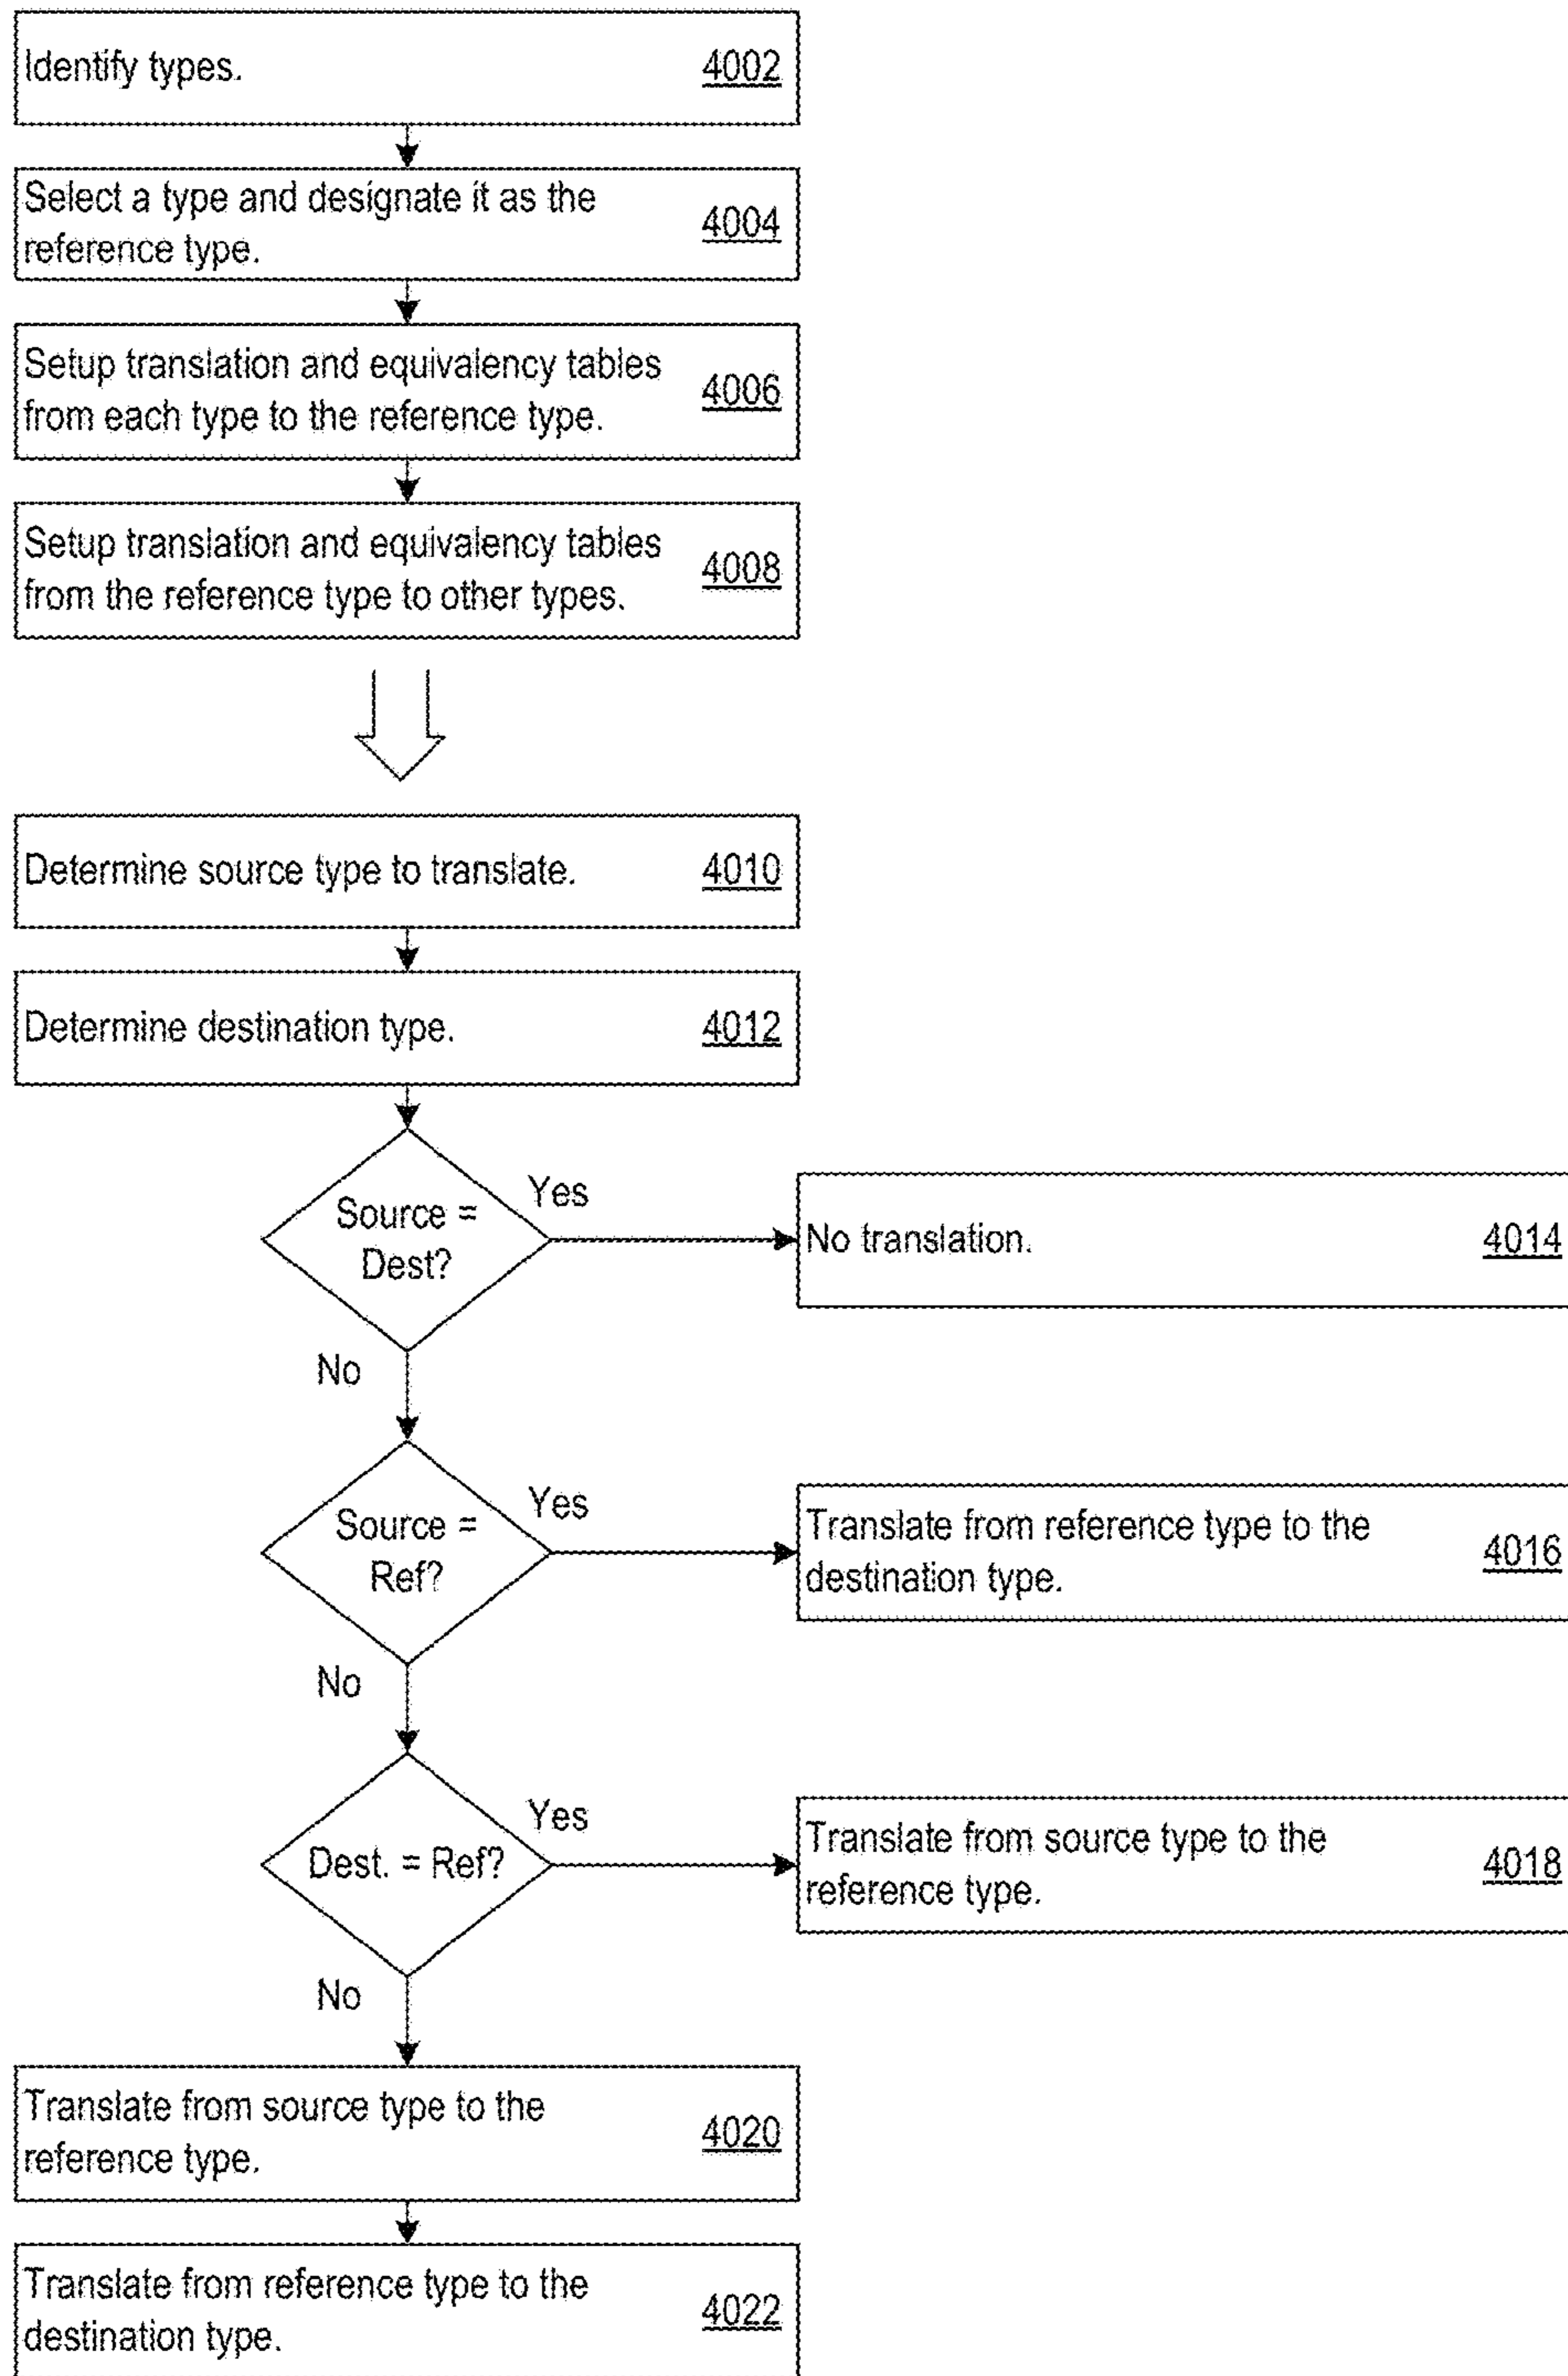 Identify types. 4002
Select a type and designate it as the
reference type. 4004
Setup translation and equivalency tables
from each type to the reference type. 4006
Setup translation and equivalency tables
from the reference type to other types. 4008
Determine source type to translate. 4010
Determine destination type. 4012
Source =
Dest?
Yes
No translation. 4014
No
Source =
Ref?
Yes
Translate from reference type to the
destination type. 4016
No
Dest. = Ref?
Yes
Translate from source type to the
reference type. 4018
No
Translate from source type to the
reference type. 4020
Translate from reference type to the
destination type. 4022